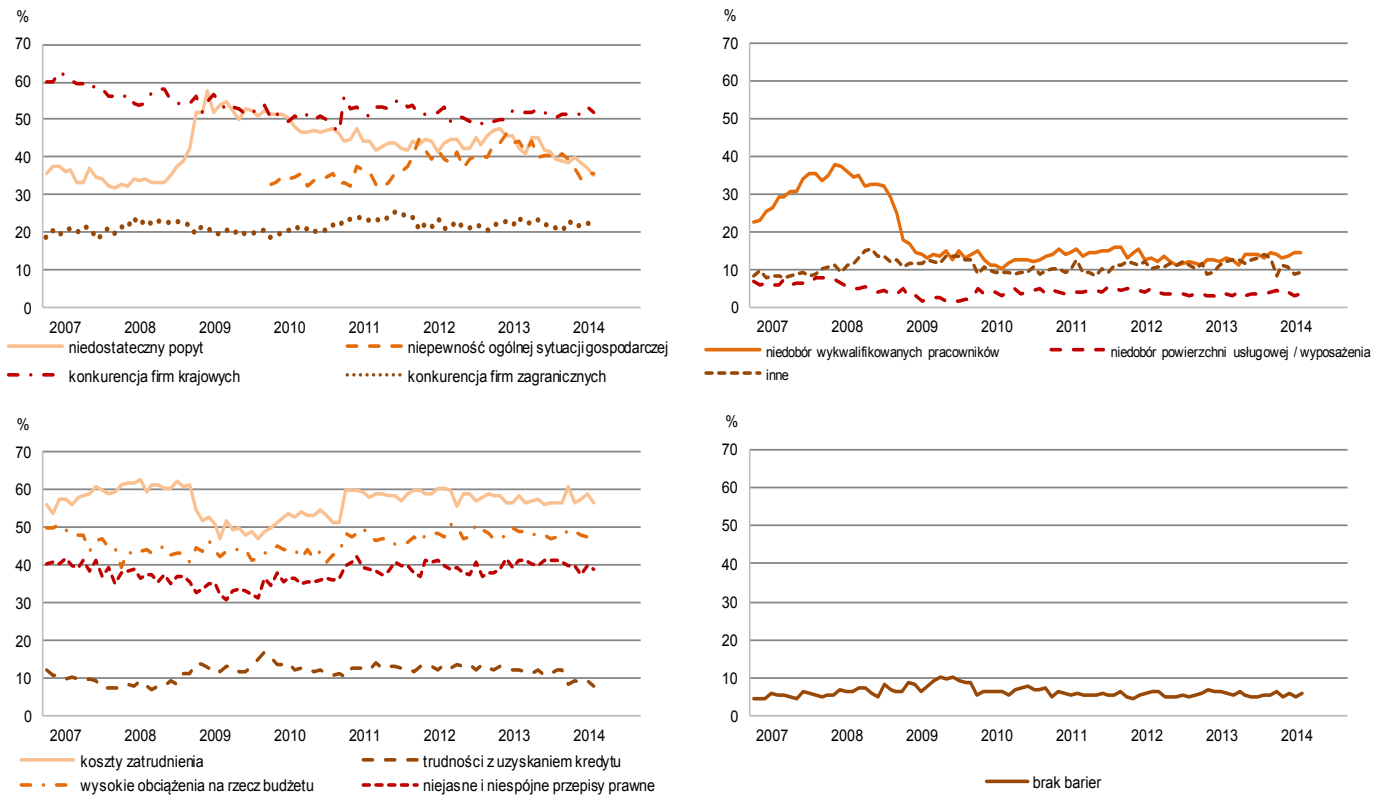 %
70
60
50
40
30
20
10
0
2007 2008 2009 2010 2011 2012 2013 2014
niedostateczny popyt
niepewność ogólnej sytuacji gospodarczej
konkurencja firm krajowych
konkurencja firm zagranicznych
%
70
60
50
40
30
20
10
0
2007 2008 2009 2010 2011 2012 2013 2014
niedobór wykwalifikowanych pracowników
niedobór powierzchni usługowej / wyposażenia
inne
%
70
60
50
40
30
20
10
0
2007 2008 2009 2010 2011 2012 2013 2014
koszty zatrudnienia
trudności z uzyskaniem kredytu
wysokie obciążenia na rzecz budżetu
niejasne i niespójne przepisy prawne
%
70
60
50
40
30
20
10
0
2007 2008 2009 2010 2011 2012 2013 2014
brak barier